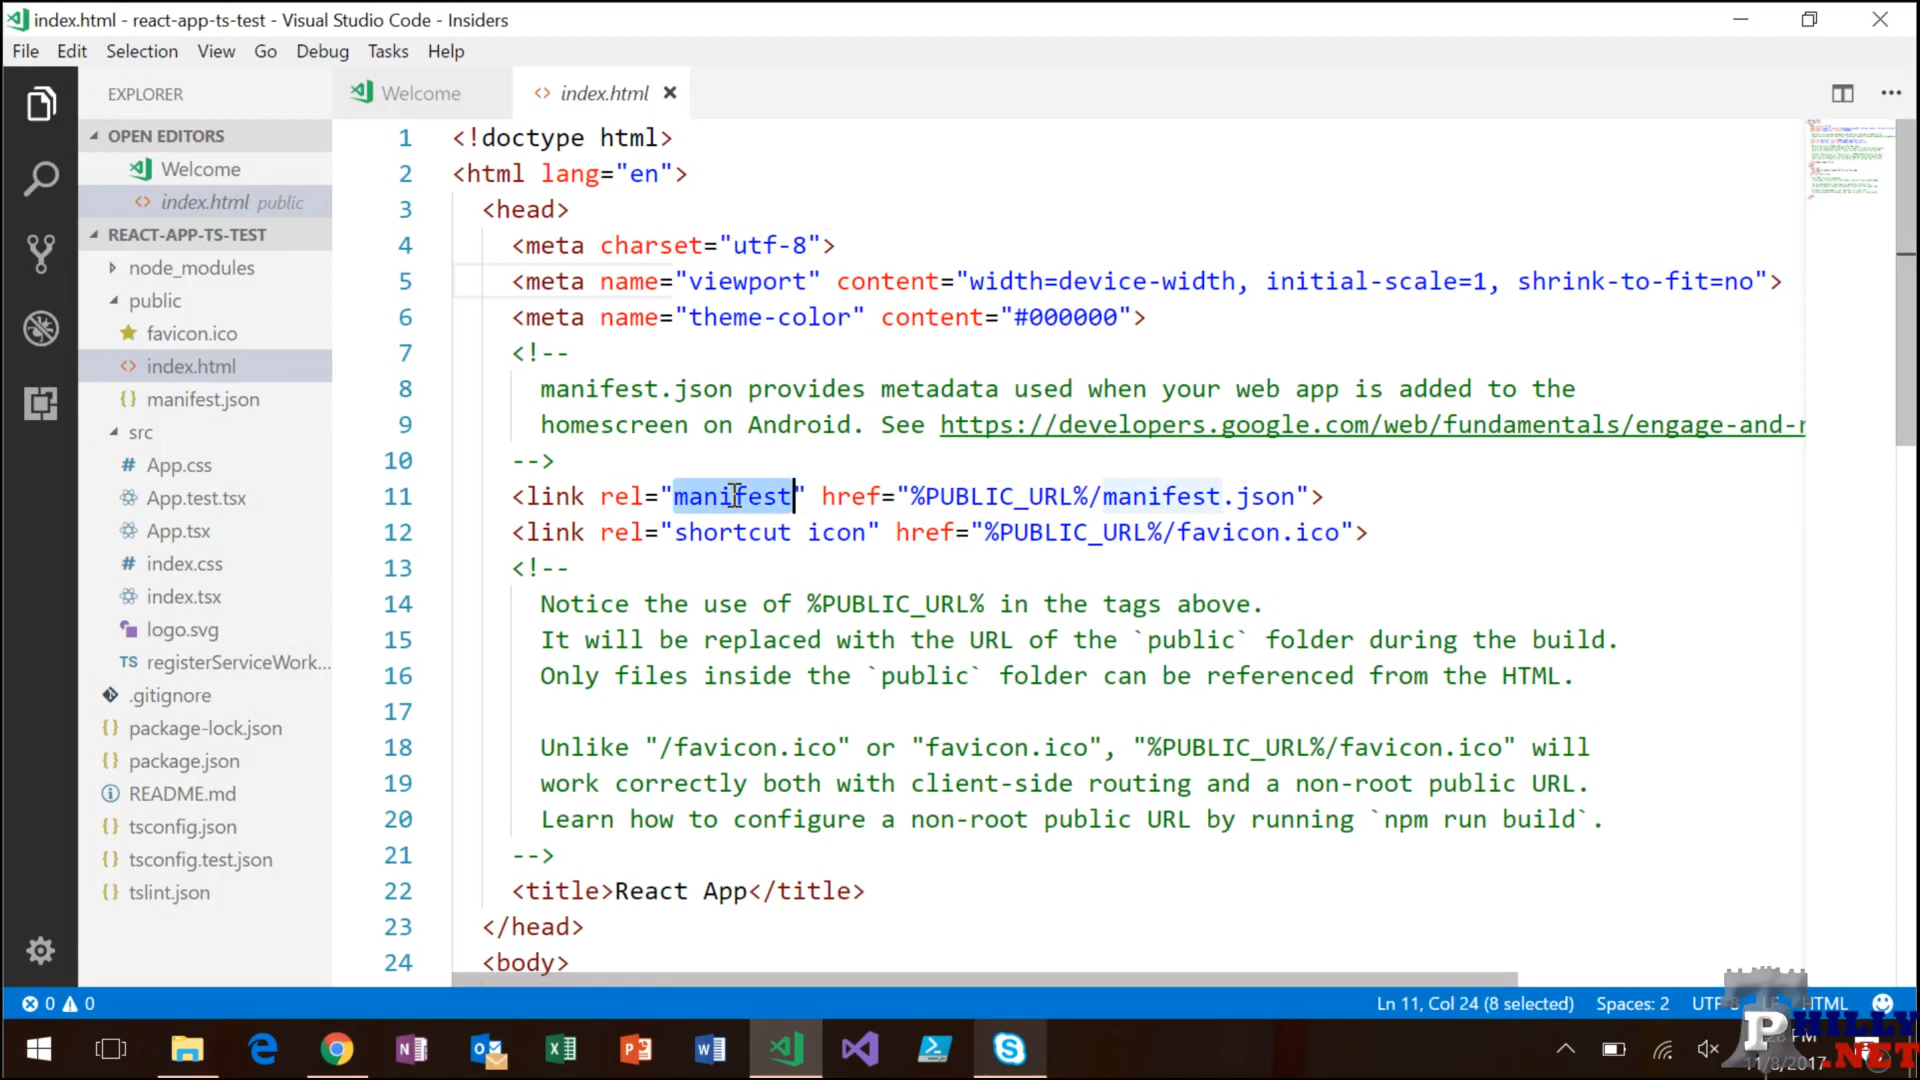 index.html - react-app-ts-test - Visual Studio Code - Insiders
File Edit Selection View Go Debug Tasks Help
EXPLORER
OPEN EDITORS
Welcome
index.html public
REACT-APP-TS-TEST
node_modules
public
favicon.ico
index.html
manifest.json
src
App.css
App.test.tsx
App.tsx
index.css
index.tsx
logo.svg
TS registerServiceWork...
.gitignore
package-lock.json
package.json
README.md
tsconfig.json
tsconfig.test.json
tslint.json
Welcome
<> index.html
1 <!doctype html>
2 <html lang="en">
3 <head>
4 <meta charset="utf-8">
5 <meta name="viewport" content="width=device-width, initial-scale=1, shrink-to-fit=no">
6 <meta name="theme-color" content="#000000">
7 <!--
8 manifest.json provides metadata used when your web app is added to the
9 homescreen on Android. See https://developers.google.com/web/fundamentals/engage-and-r
10 -->
11 <link rel="manifest" href="%PUBLIC_URL%/manifest.json">
12 <link rel="shortcut icon" href="%PUBLIC_URL%/favicon.ico">
13 <!--
14 Notice the use of %PUBLIC_URL% in the tags above.
15 It will be replaced with the URL of the `public` folder during the build.
16 Only files inside the `public` folder can be referenced from the HTML.
17
18 Unlike "/favicon.ico" or "favicon.ico", "%PUBLIC_URL%/favicon.ico" will
19 work correctly both with client-side routing and a non-root public URL.
20 Learn how to configure a non-root public URL by running `npm run build`.
21 -->
22 <title>React App</title>
23 </head>
24 <body>
0 0
Ln 11, Col 24 (8 selected) Spaces: 2 UTF-8 LF HTML
PHILLY
.NET
PM
11/8/2017